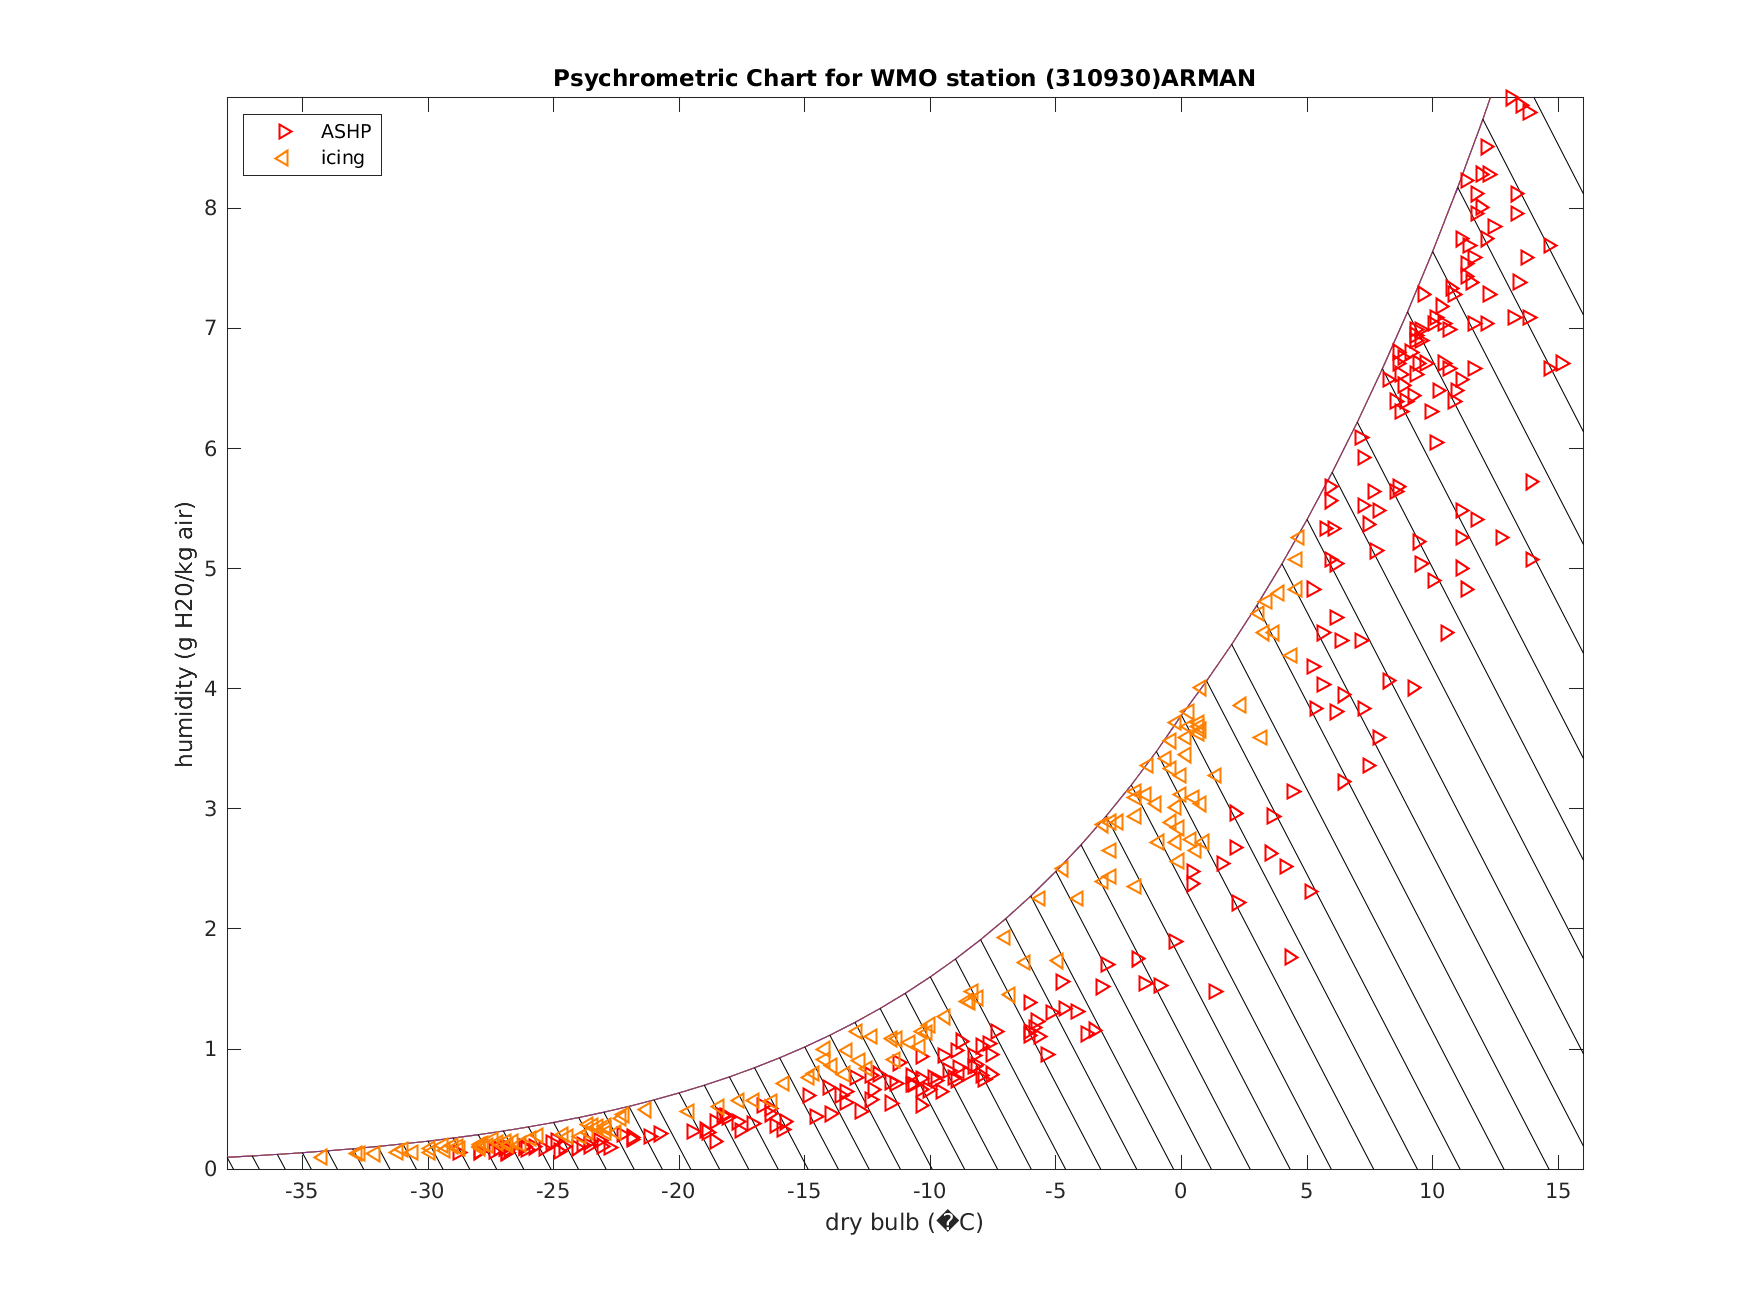 Psychrometric Chart for WMO station (310930)ARMAN
ASHP
icing
humidity (g H20/kg air)
8
7
6
5
4
3
2
1
0
-35 -30 -25 -20 -15 -10 -5 0 5 10 15
dry bulb (�C)